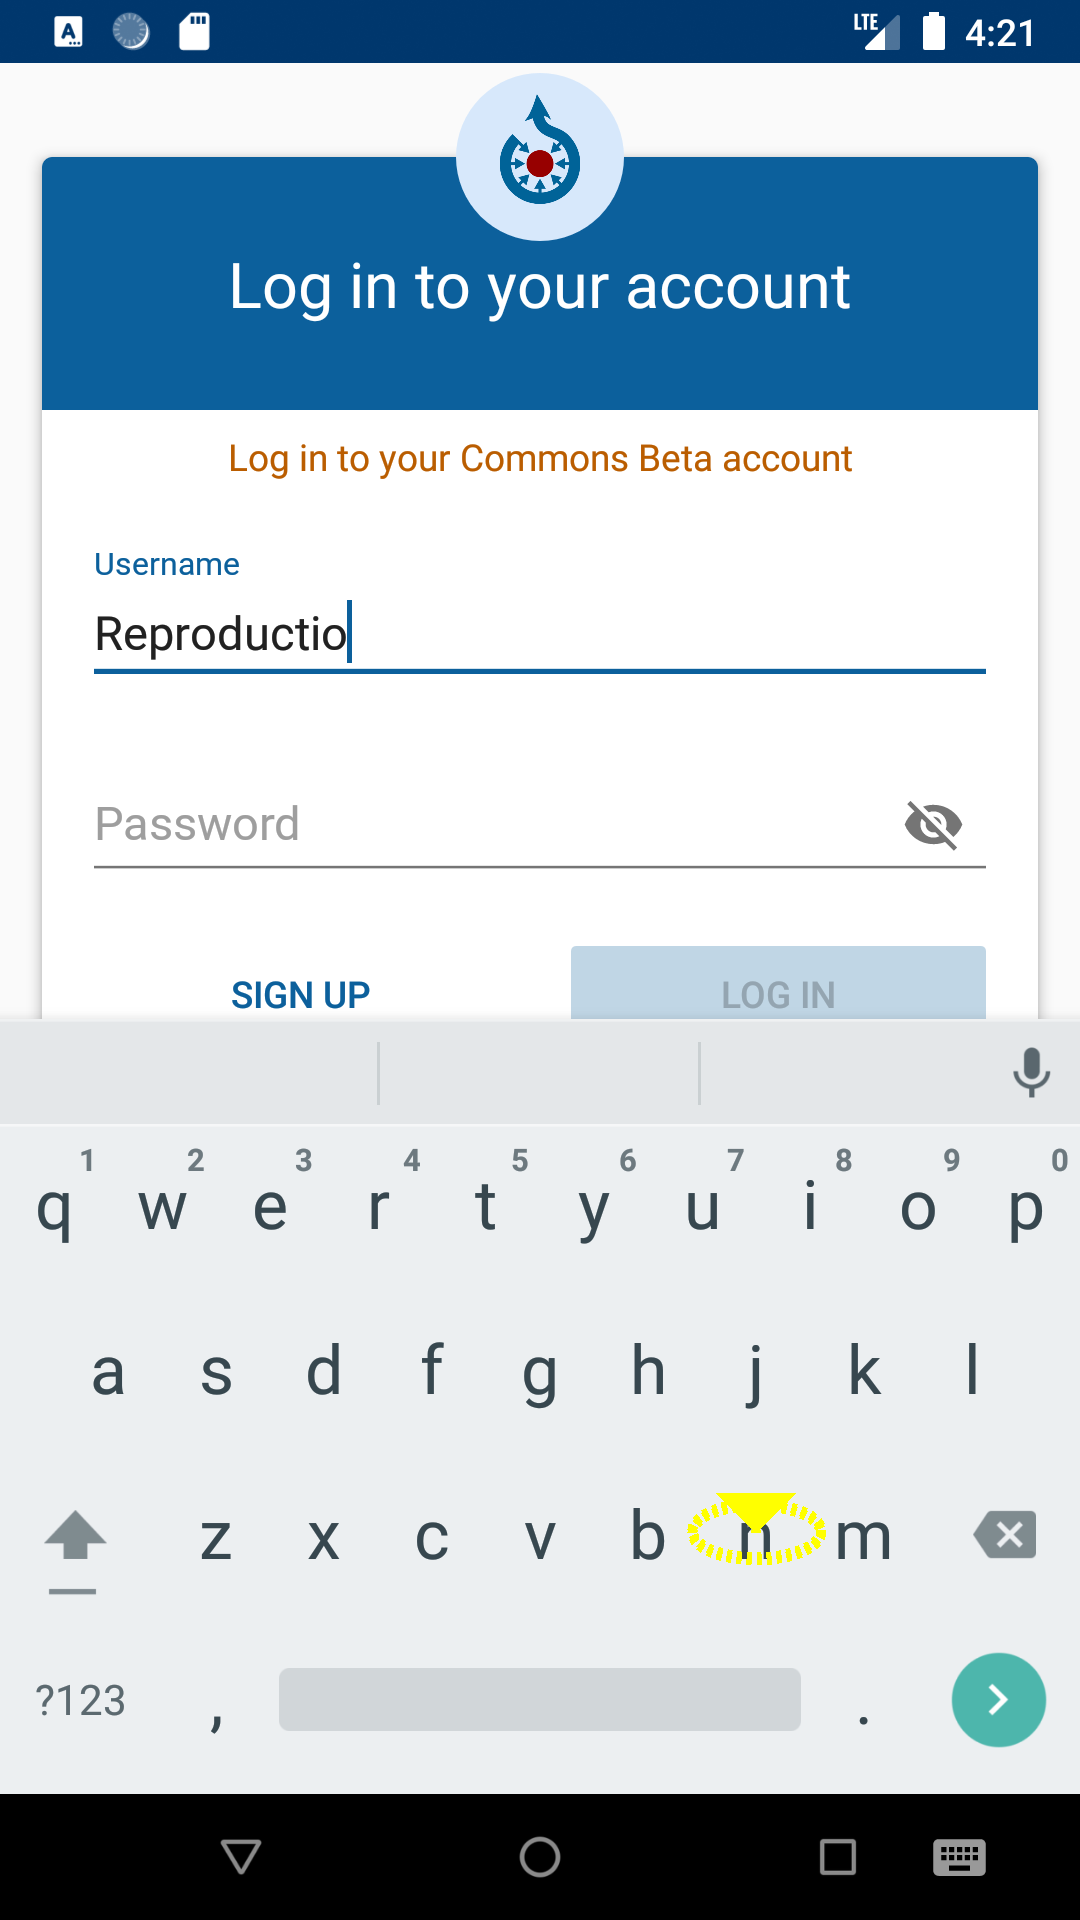 LTE 4:21
Log in to your account
Log in to your Commons Beta account
Username
Reproductio
Password
SIGN UP LOG IN
1 2 3 4 5 6 7 8 9 0
q w e r t y u i o p
a s d f g h j k l
z x c v b n m
?123 , .